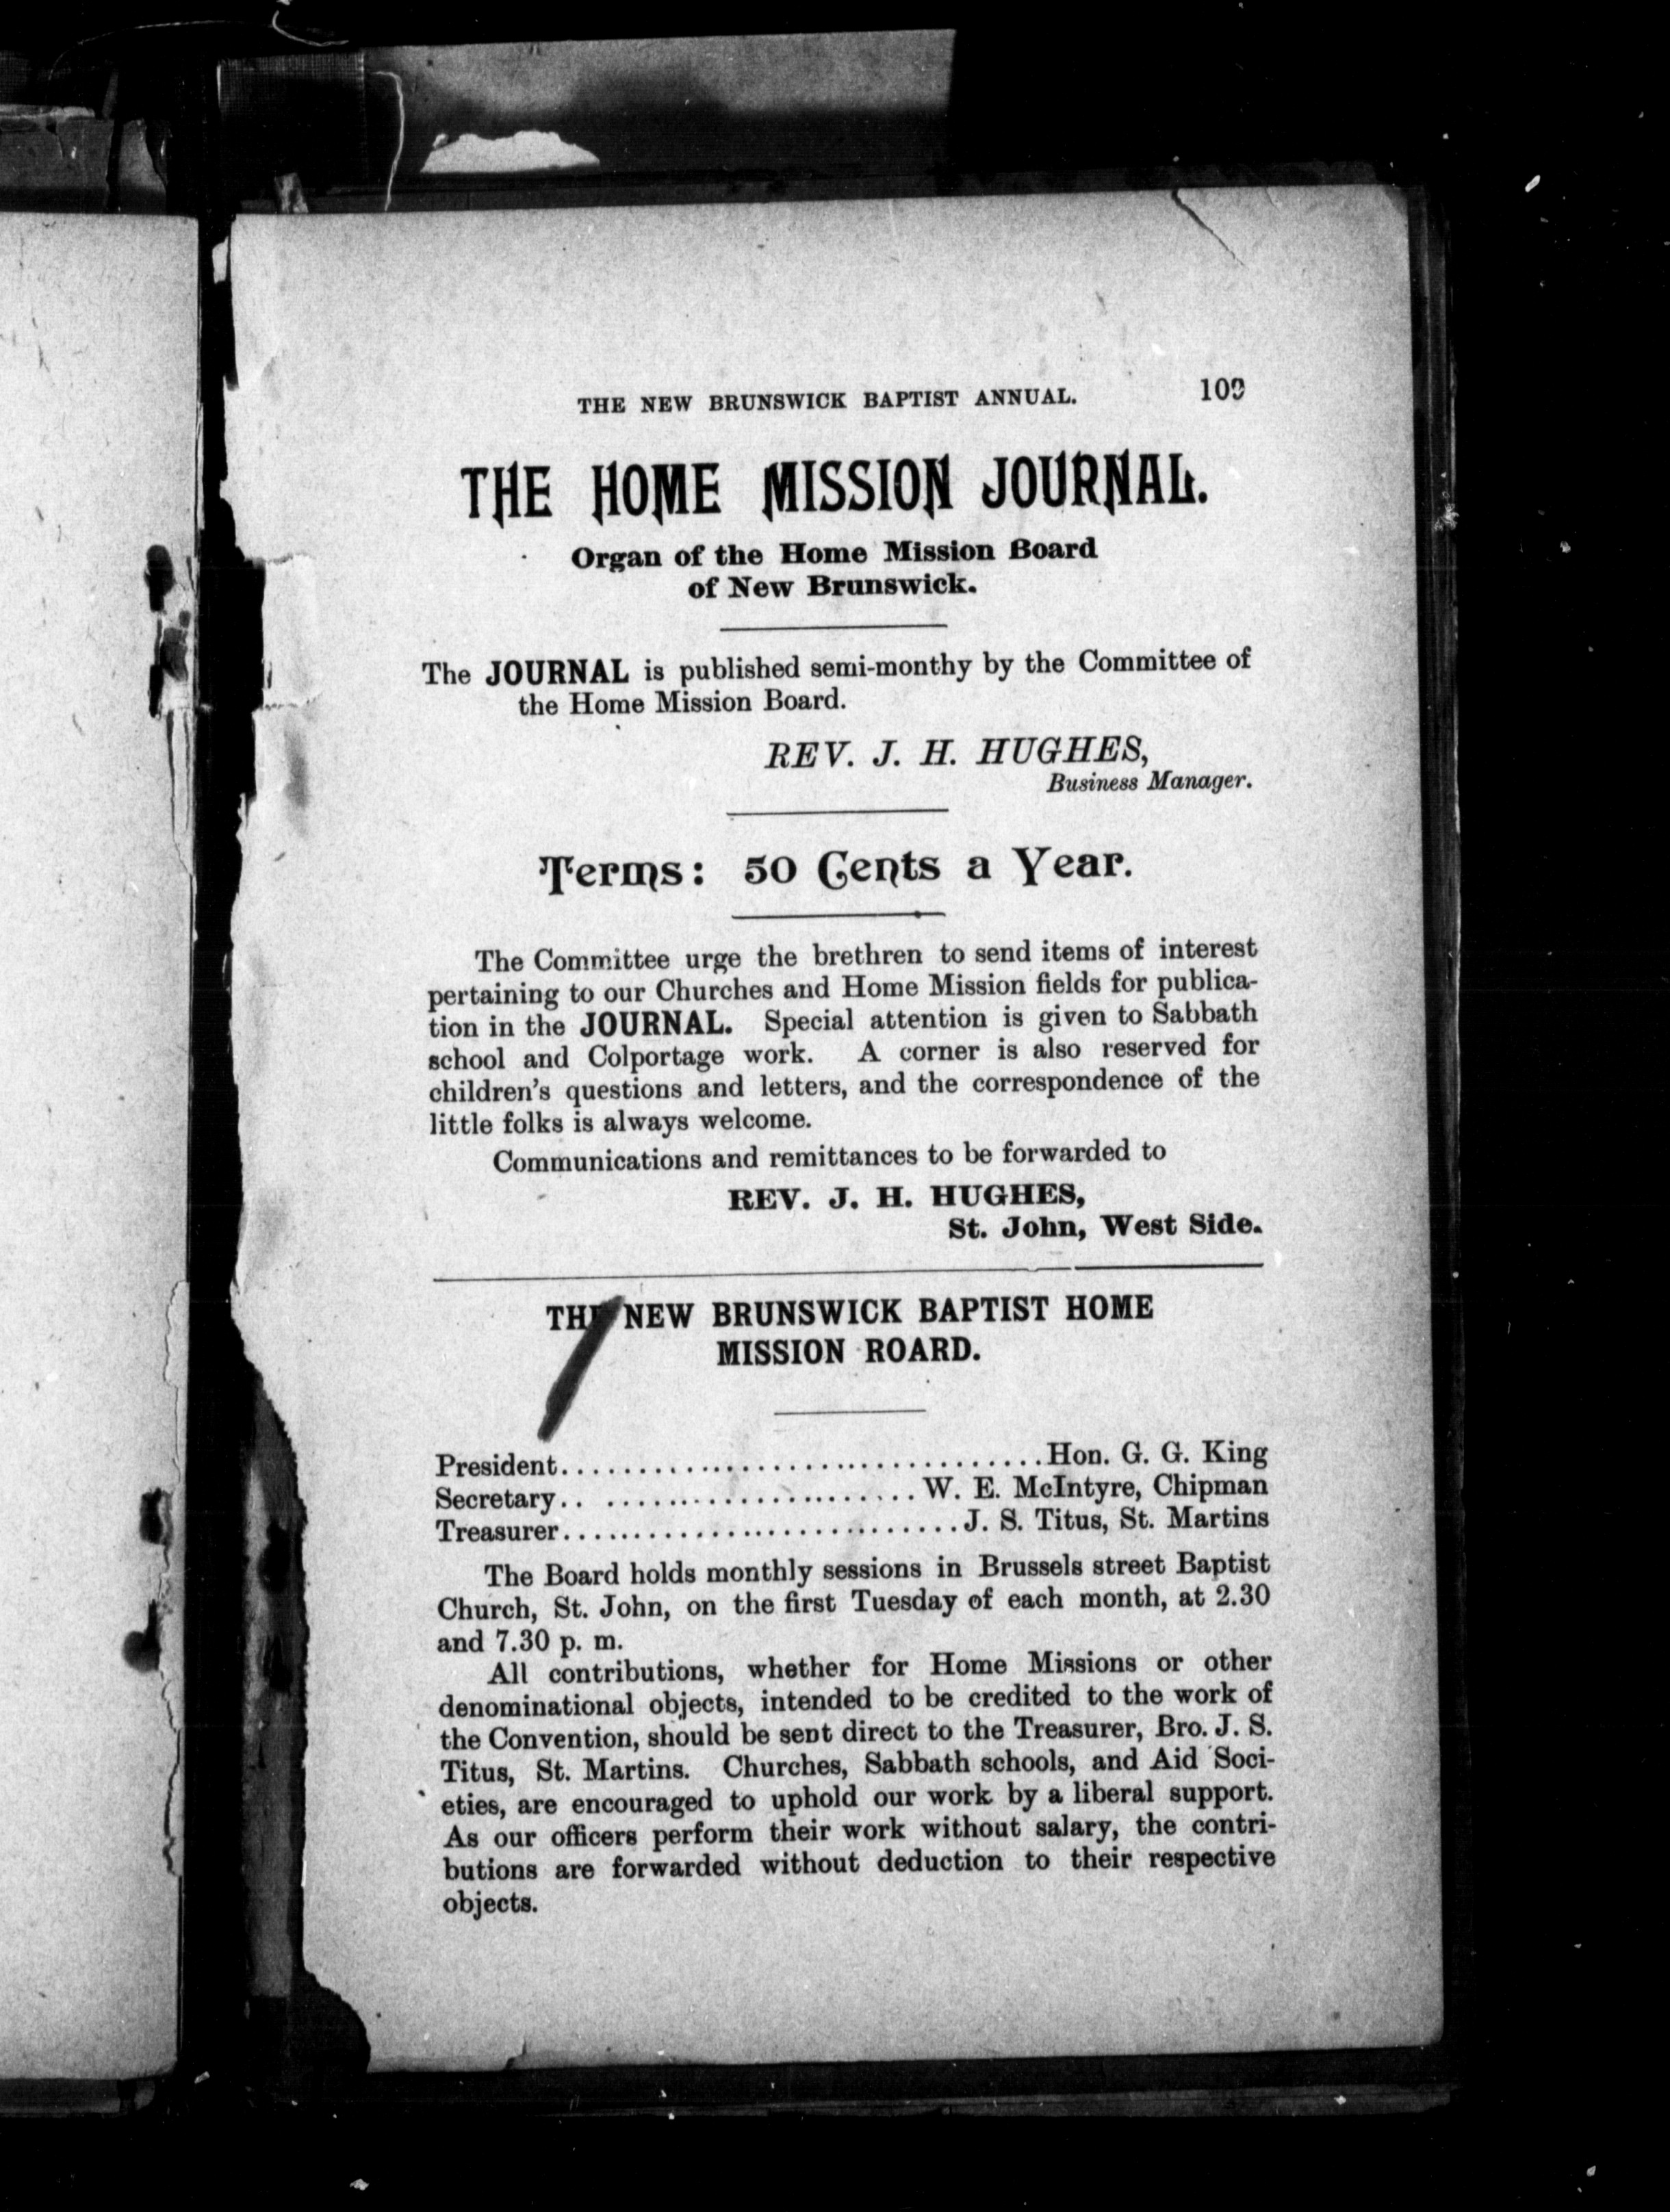 THE NEW BRUNSWICK BAPTIST ANNUAL. 109
THE HOME MISSION JOURNAL.
Organ of the Home Mission Board
of New Brunswick.
The JOURNAL is published semi-monthy by the Committee of
the Home Mission Board.
REV. J. H. HUGHES,
Business Manager.
Terms: 50 Cents a Year.
The Committee urge the brethren to send items of interest
pertaining to our Churches and Home Mission fields for publica-
tion in the JOURNAL. Special attention is given to Sabbath
school and Colportage work. A corner is also reserved for
children's questions and letters, and the correspondence of the
little folks is always welcome.
Communications and remittances to be forwarded to
REV. J. H. HUGHES,
St. John, West Side.
THE NEW BRUNSWICK BAPTIST HOME
MISSION ROARD.
President.................................Hon. G. G. King
Secretary.. ......................W. E. McIntyre, Chipman
Treasurer............................J. S. Titus, St. Martins
The Board holds monthly sessions in Brussels street Baptist
Church, St. John, on the first Tuesday of each month, at 2.30
and 7.30 p. m.
All contributions, whether for Home Missions or other
denominational objects, intended to be credited to the work of
the Convention, should be sent direct to the Treasurer, Bro. J. S.
Titus, St. Martins. Churches, Sabbath schools, and Aid Soci-
eties, are encouraged to uphold our work by a liberal support.
As our officers perform their work without salary, the contri-
butions are forwarded without deduction to their respective
objects.